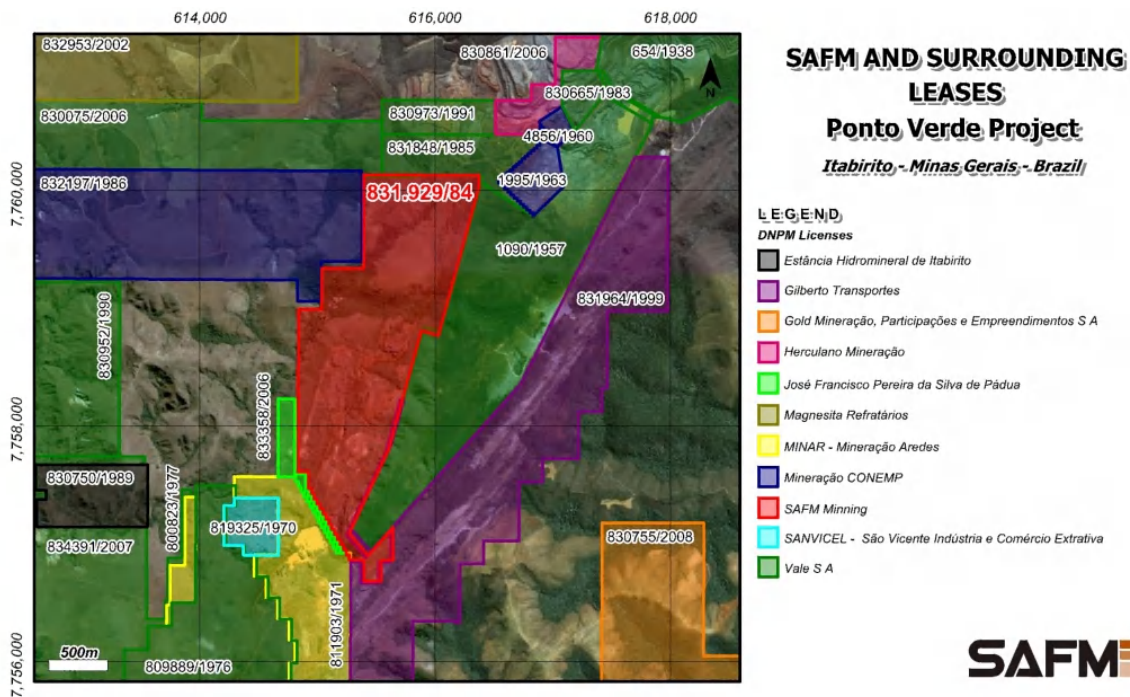 614,000
616,000
618,000
7,760,000
7,758,000
7,756,000
832953/2002
830861/2006
654/1938
830665/1983
830075/2006
830973/1991
4856/1960
831848/1985
832197/1986
831.929/84
1995/1963
N
1090/1957
831964/1999
830952/1990
833358/2006
830750/1989
800823/1977
819325/1970
834391/2007
830755/2008
811903/1971
809889/1976
500m
SAFM AND SURROUNDING
LEASES
Ponto Verde Project
Itabirito - Minas Gerais - Brazil
LEGEND
DNPM Licenses
Estância Hidromineral de Itabirito
Gilberto Transportes
Gold Mineração, Participações e Empreendimentos S A
Herculano Mineração
José Francisco Pereira da Silva de Pàdua
Magnesita Refratários
MINAR - Mineração Aredes
Mineração CONEMP
SAFM Minning
SANVICEL - São Vicente Indústria e Comércio Extrativa
Vale S A
SAFM